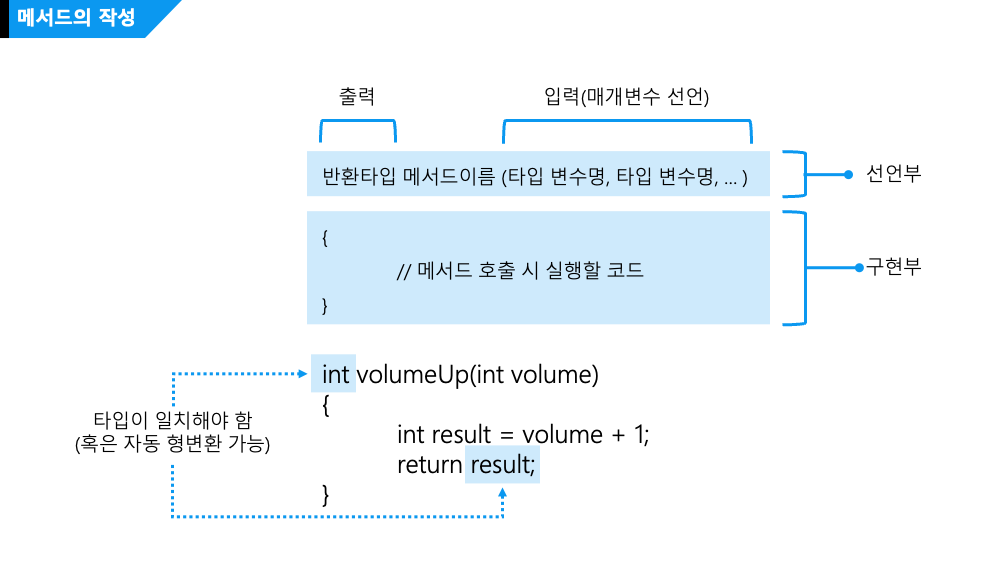 메서드의 작성
출력
입력(매개변수 선언)
반환타입 메서드이름 (타입 변수명, 타입 변수명, ... )
선언부
{
// 메서드 호출 시 실행할 코드
}
구현부
int volumeUp(int volume)
{
타입이 일치해야 함
(혹은 자동 형변환 가능)
int result = volume + 1;
return result;
}